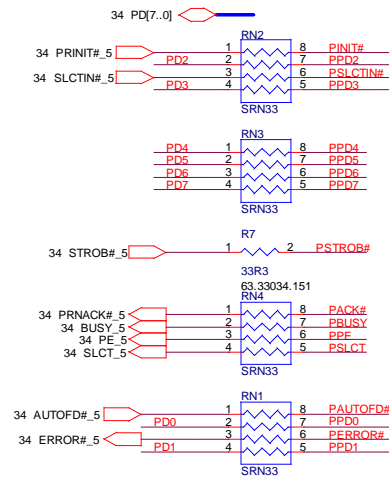 34 PD[7..0]
RN2
34 PRINIT#_5 1 8 PINIT#
PD2 2 7 PPD2
34 SLCTIN#_5 3 6 PSLCTIN#
PD3 4 5 PPD3
SRN33
RN3
PD4 1 8 PPD4
PD5 2 7 PPD5
PD6 3 6 PPD6
PD7 4 5 PPD7
SRN33
R7
34 STROB#_5 1 2 PSTROB#
33R3
63.33034.151
RN4
34 PRNACK#_5 1 8 PACK#
34 BUSY_5 2 7 PBUSY
34 PE_5 3 6 PPE
34 SLCT_5 4 5 PSLCT
SRN33
RN1
34 AUTOFD#_5 1 8 PAUTOFD#
PD0 2 7 PPD0
34 ERROR#_5 3 6 PERROR#
PD1 4 5 PPD1
SRN33